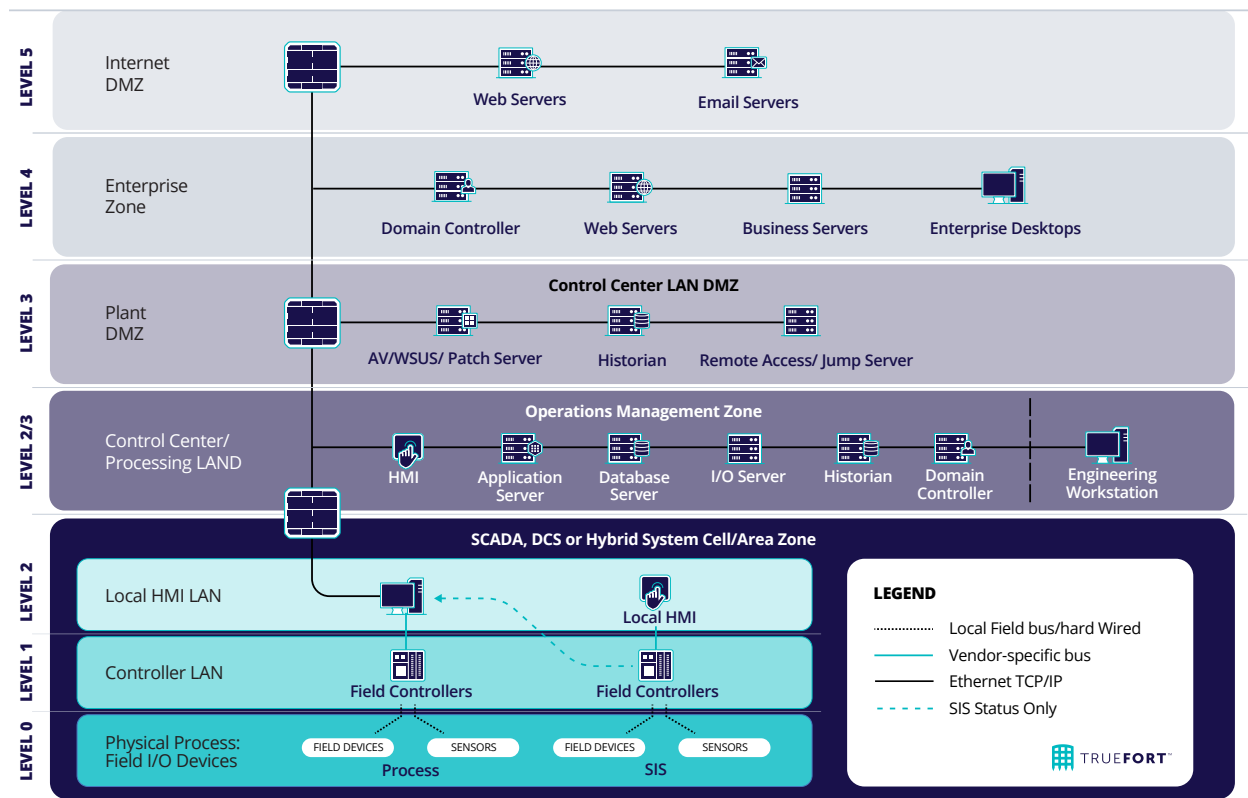 LEVEL 5
Internet
DMZ
Web Servers
Email Servers
LEVEL 4
Enterprise
Zone
Domain Controller
Web Servers
Business Servers
Enterprise Desktops
LEVEL 3
Control Center LAN DMZ
Plant
DMZ
AV/WSUS/ Patch Server
Historian
Remote Access/ Jump Server
LEVEL 2/3
Operations Management Zone
Control Center/
Processing LAND
HMI
Application
Server
Database
Server
I/O Server
Historian
Domain
Controller
Engineering
Workstation
SCADA, DCS or Hybrid System Cell/Area Zone
LEVEL 2
Local HMI LAN
Local HMI
LEVEL 1
Controller LAN
Field Controllers
Field Controllers
LEVEL 0
Physical Process:
Field I/O Devices
FIELD DEVICES
SENSORS
Process
FIELD DEVICES
SENSORS
SIS
LEGEND
Local Field bus/hard Wired
Vendor-specific bus
Ethernet TCP/IP
SIS Status Only
TRUEFORT™